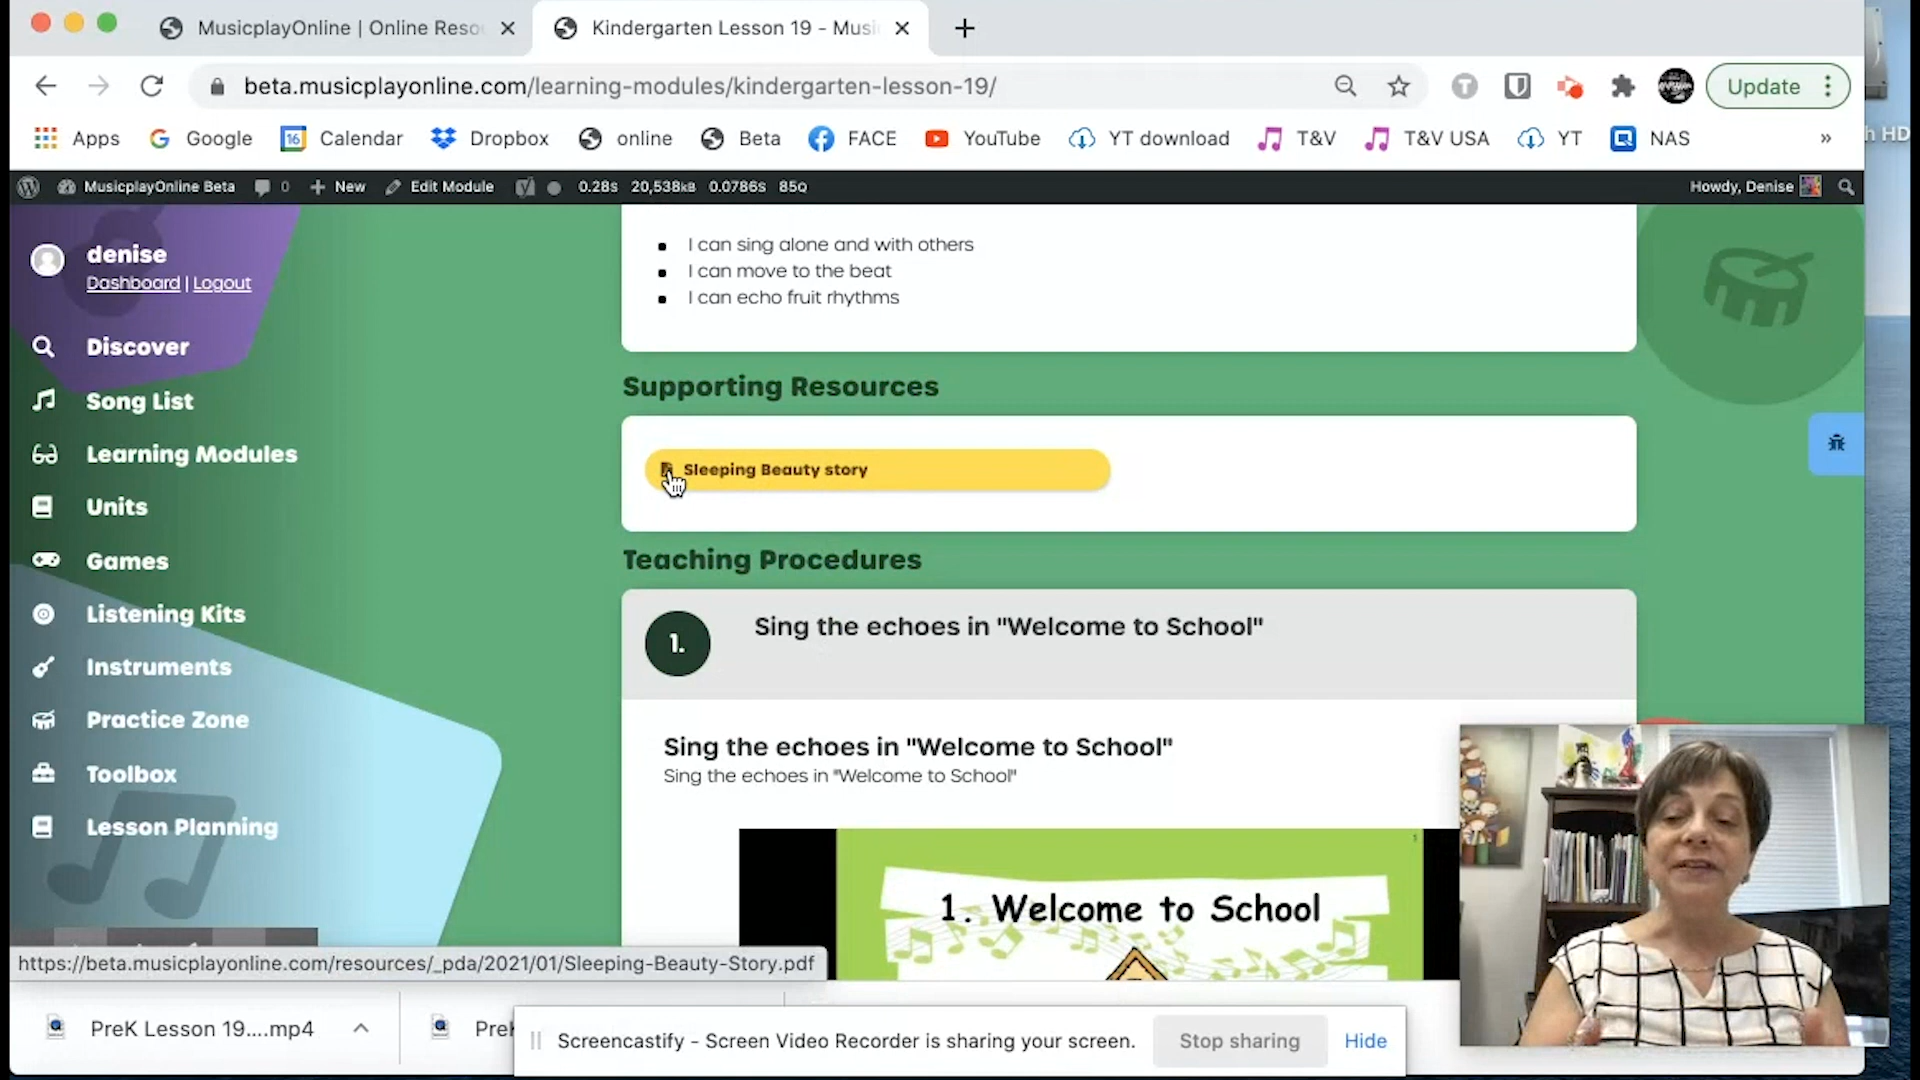 MusicplayOnline | Online Reso
Kindergarten Lesson 19 - Musi
beta.musicplayonline.com/learning-modules/kindergarten-lesson-19/
Update
Apps
Google
16
Calendar
Dropbox
online
Beta
FACE
YouTube
YT download
T&V
T&V USA
YT
NAS
»
h HD
MusicplayOnline Beta
0
New
Edit Module
0.28s 20,538KB 0.0786s 85Q
Howdy, Denise
denise
Dashboard | Logout
Discover
Song List
Learning Modules
Units
Games
Listening Kits
Instruments
Practice Zone
Toolbox
Lesson Planning
I can sing alone and with others
I can move to the beat
I can echo fruit rhythms
Supporting Resources
Sleeping Beauty story
Teaching Procedures
1.
Sing the echoes in "Welcome to School"
Sing the echoes in "Welcome to School"
Sing the echoes in "Welcome to School"
1. Welcome to School
https://beta.musicplayonline.com/resources/_pda/2021/01/Sleeping-Beauty-Story.pdf
PreK Lesson 19....mp4
Screencastify - Screen Video Recorder is sharing your screen.
Stop sharing
Hide